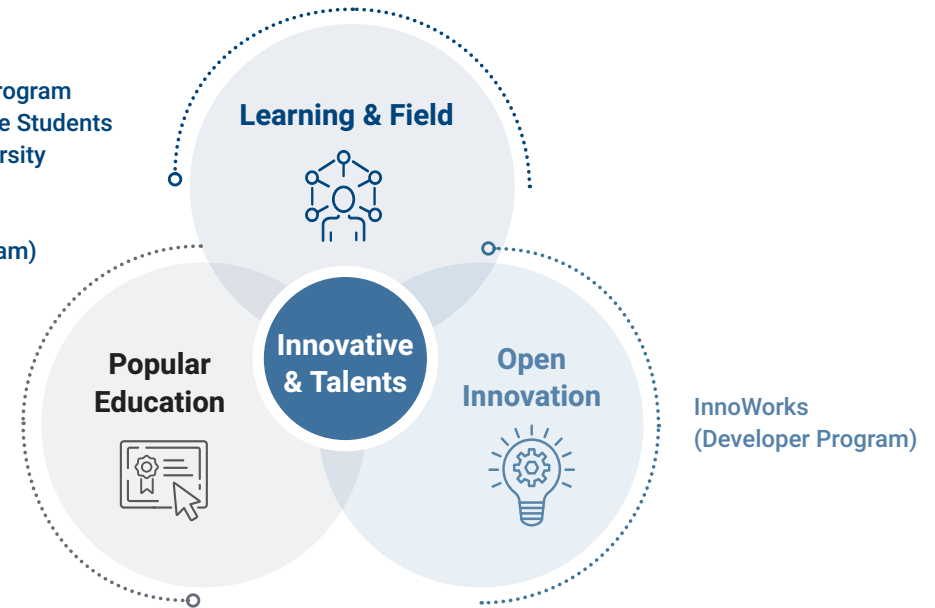 rogram
e Students
rsity
am)
Learning & Field
Innovative
& Talents
Popular
Education
Open
Innovation
InnoWorks
(Developer Program)